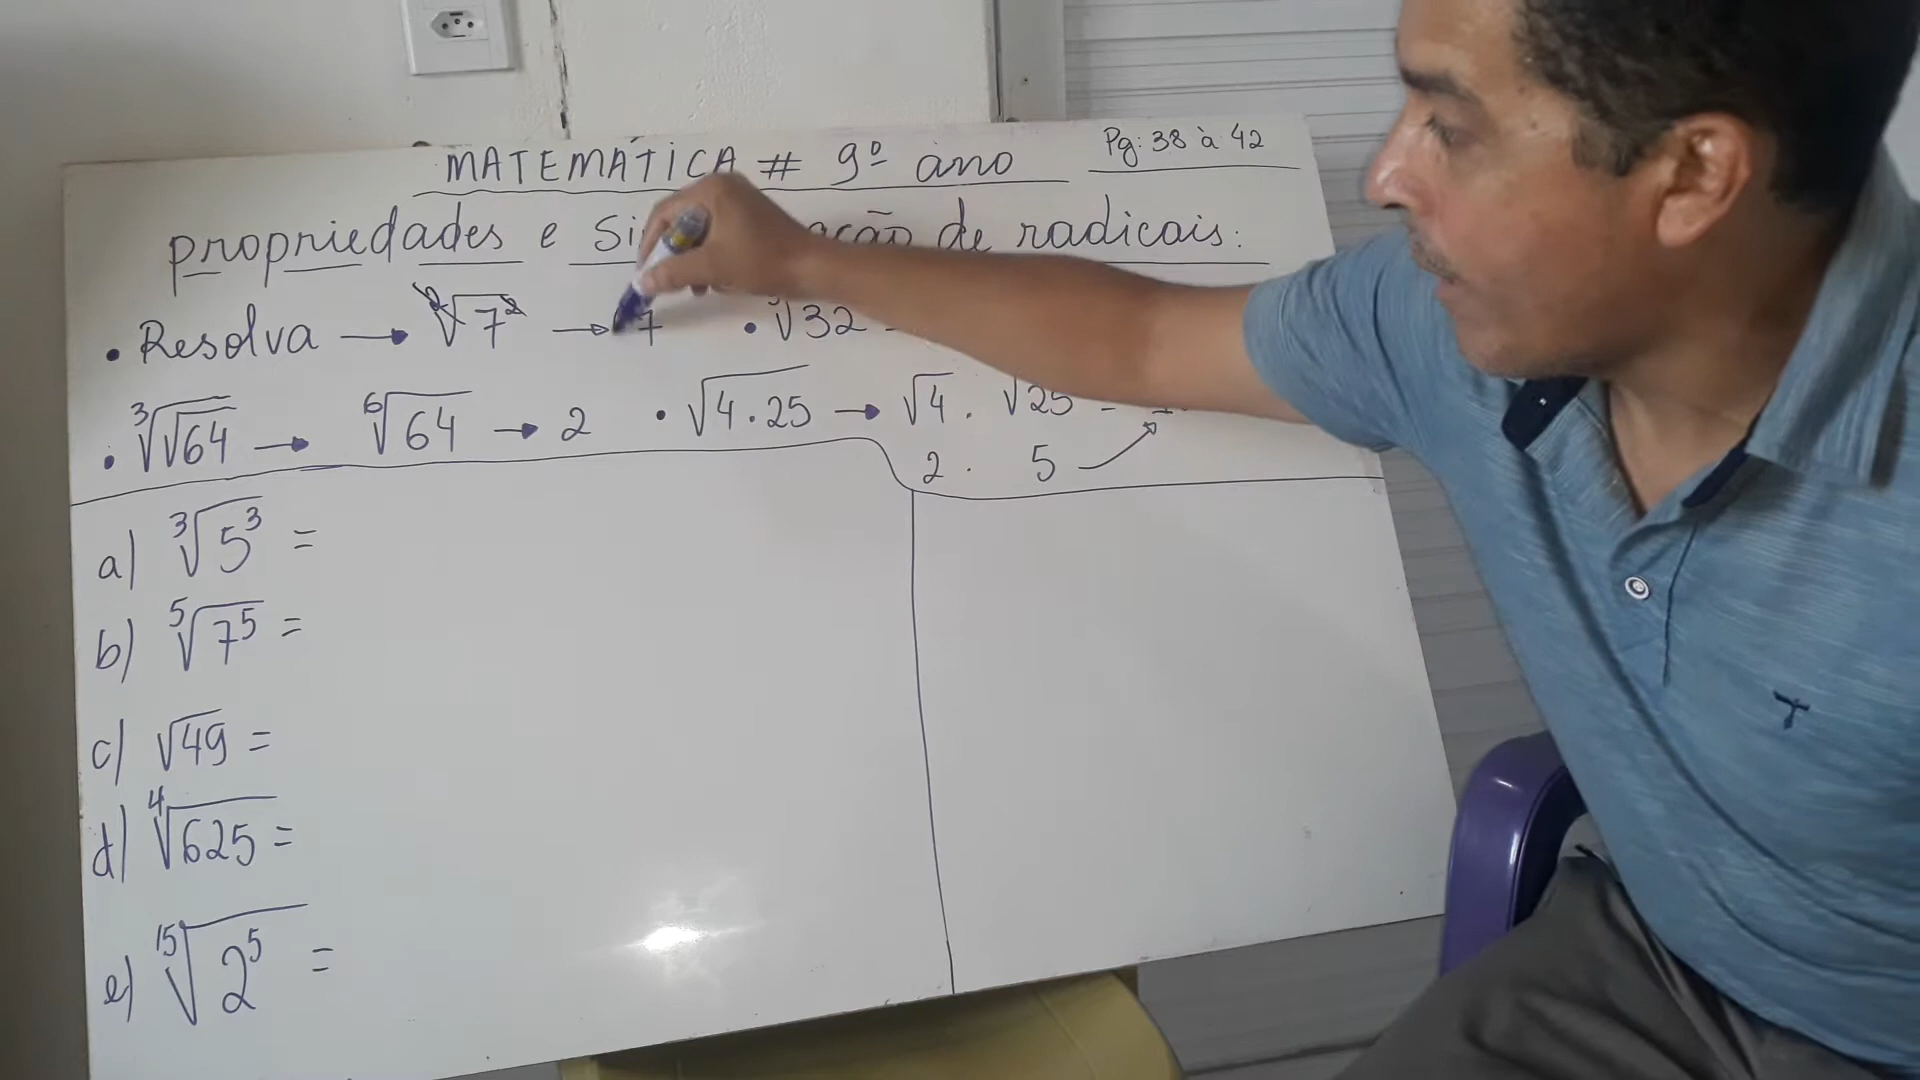 MATEMÁTICA # 9º ano
Pg: 38 à 42
propriedades e de radicais:
• Resolva → ²√7² → 7 • √32
• ³√√64 → ⁶√64 → 2 • √4.25 → √4 . √25 =
2 . 5
a) ³√5³ =
b) ⁵√7⁵ =
c) √49 =
d) ⁴√625 =
e) ¹⁵√2⁵ =